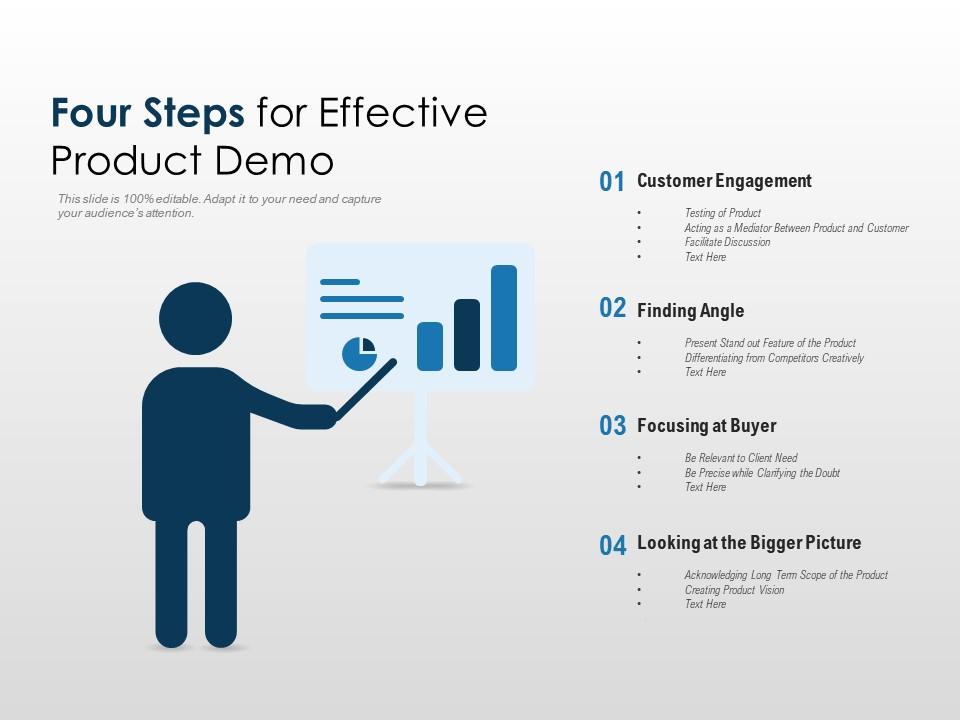 Four Steps for Effective
Product Demo
This slide is 100% editable. Adapt it to your need and capture
your audience's attention.
01 Customer Engagement
• Testing of Product
• Acting as a Mediator Between Product and Customer
• Facilitate Discussion
• Text Here
02 Finding Angle
• Present Stand out Feature of the Product
• Differentiating from Competitors Creatively
• Text Here
03 Focusing at Buyer
• Be Relevant to Client Need
• Be Precise while Clarifying the Doubt
• Text Here
04 Looking at the Bigger Picture
• Acknowledging Long Term Scope of the Product
• Creating Product Vision
• Text Here